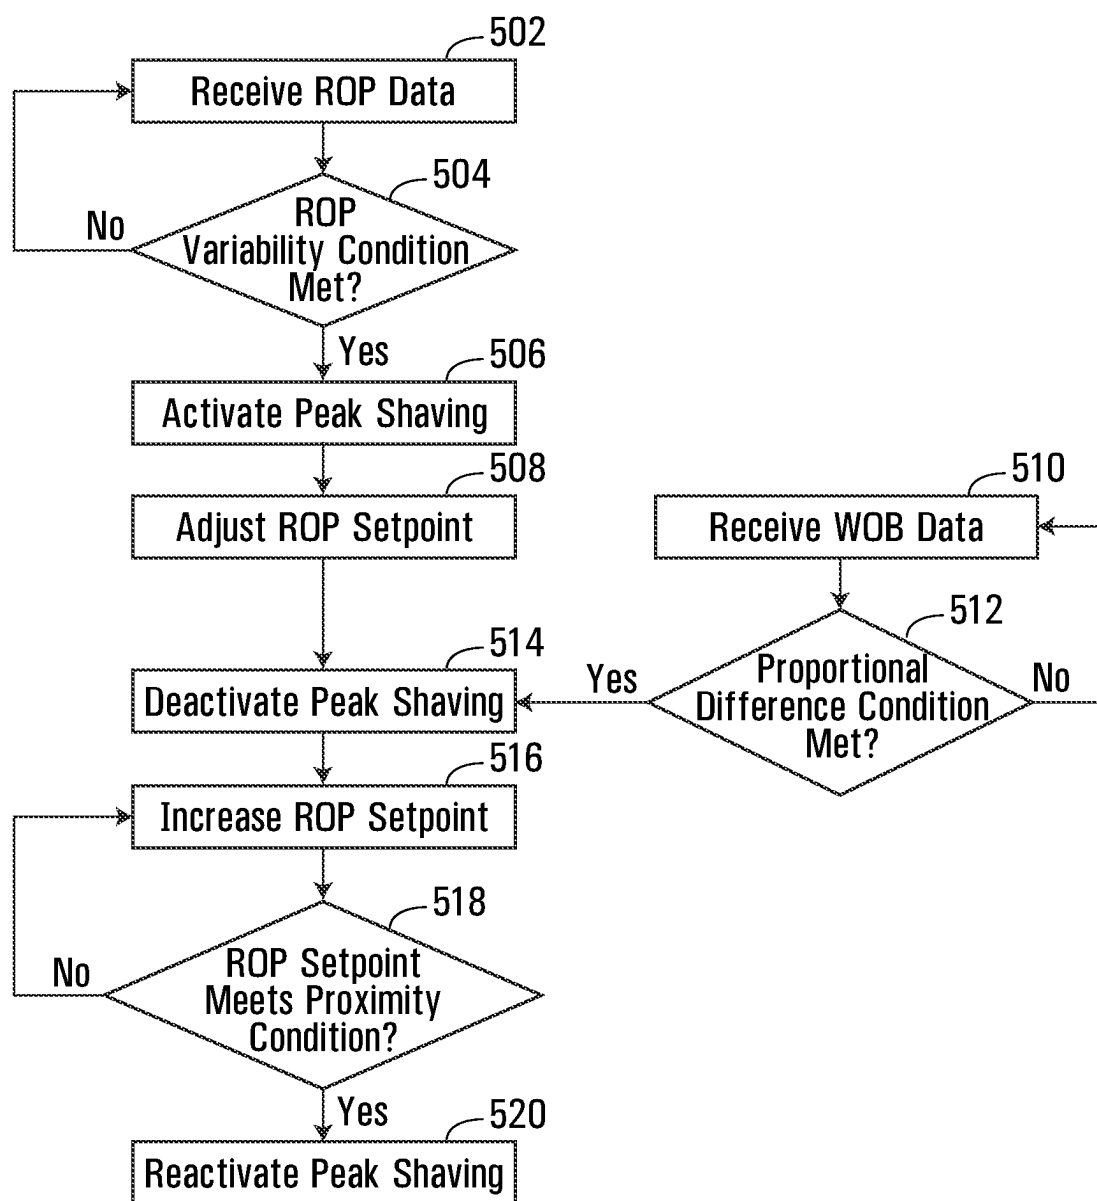 502
Receive ROP Data
504
ROP
Variability Condition
Met?
No
Yes
506
Activate Peak Shaving
508
Adjust ROP Setpoint
510
Receive WOB Data
512
Proportional
Difference Condition
Met?
Yes
No
514
Deactivate Peak Shaving
516
Increase ROP Setpoint
518
ROP Setpoint
Meets Proximity
Condition?
No
Yes
520
Reactivate Peak Shaving